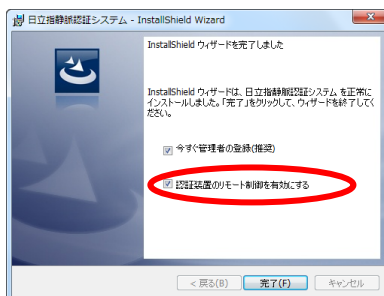 日立指静脈認証システム - InstallShield Wizard
InstallShield ウィザードを完了しました
InstallShield ウィザードは、日立指静脈認証システム を正常に
インストールしました。「完了」をクリックして、ウィザードを終了してく
ださい。
今すぐ管理者の登録(推奨)
認証装置のリモート制御を有効にする
< 戻る(B)
完了(F)
キャンセル